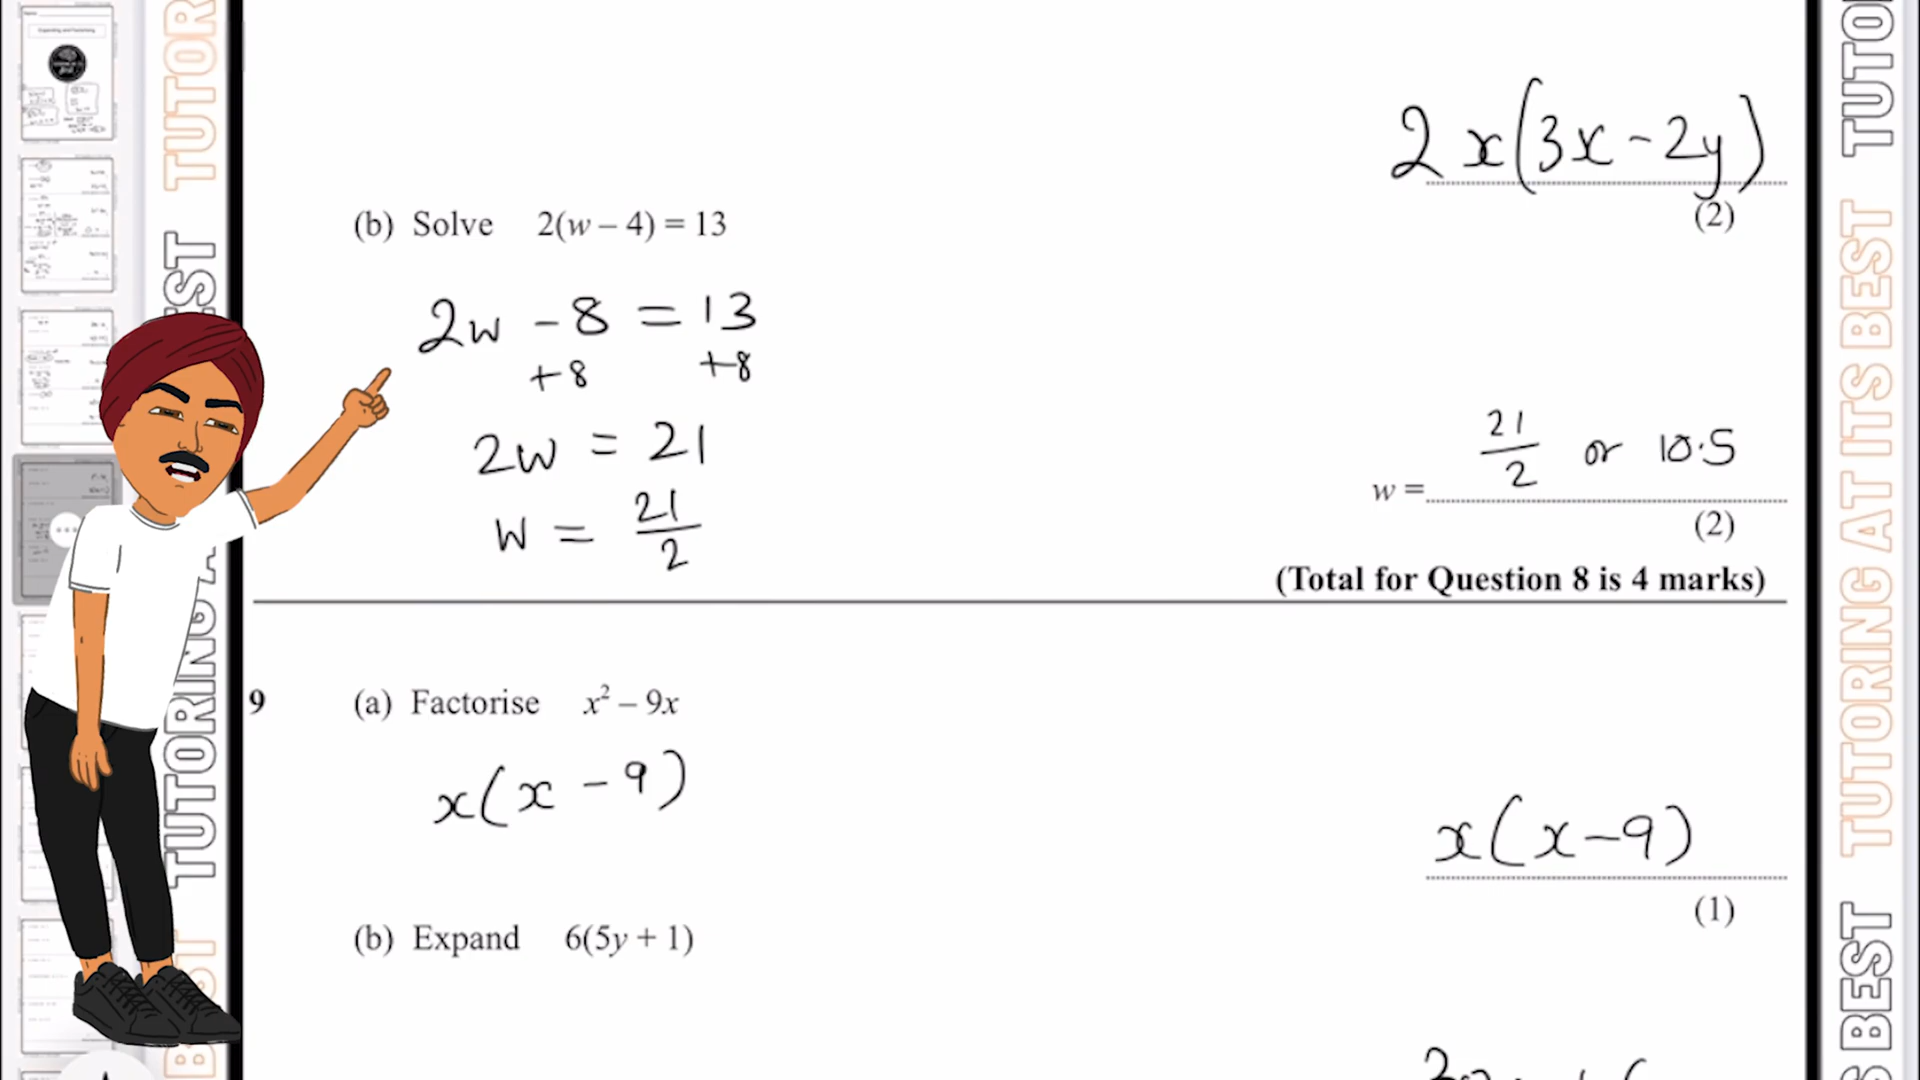 2x(3x-2y)
(2)
(b) Solve 2(w – 4) = 13
2w - 8 = 13
+8 +8
2w = 21
w = 21/2
w = 21/2 or 10.5
(2)
(Total for Question 8 is 4 marks)
9 (a) Factorise x² – 9x
x(x - 9)
x(x-9)
(1)
(b) Expand 6(5y + 1)
TUTORING AT ITS BEST
TUTORING AT ITS BEST